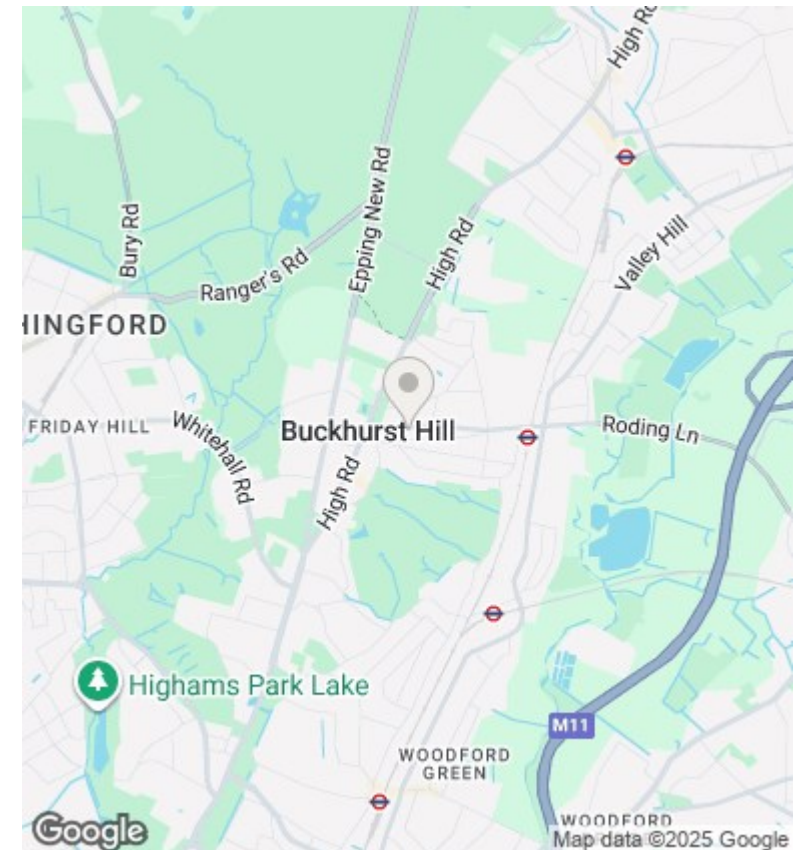 High Rd
Epping New Rd
Bury Rd
High Rd
Valley Hill
Ranger's Rd
HINGFORD
FRIDAY HILL
Whitehall Rd
Buckhurst Hill
Roding Ln
High Rd
Highams Park Lake
M11
WOODFORD
GREEN
WOODFORD
Google
Map data ©2025 Google